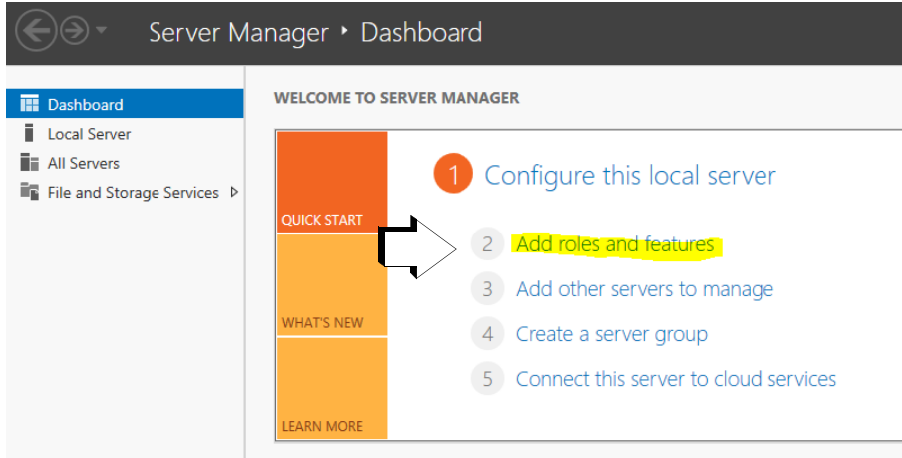 Server Manager ‣ Dashboard
Dashboard
Local Server
All Servers
File and Storage Services
WELCOME TO SERVER MANAGER
QUICK START
WHAT'S NEW
LEARN MORE
1 Configure this local server
2 Add roles and features
3 Add other servers to manage
4 Create a server group
5 Connect this server to cloud services